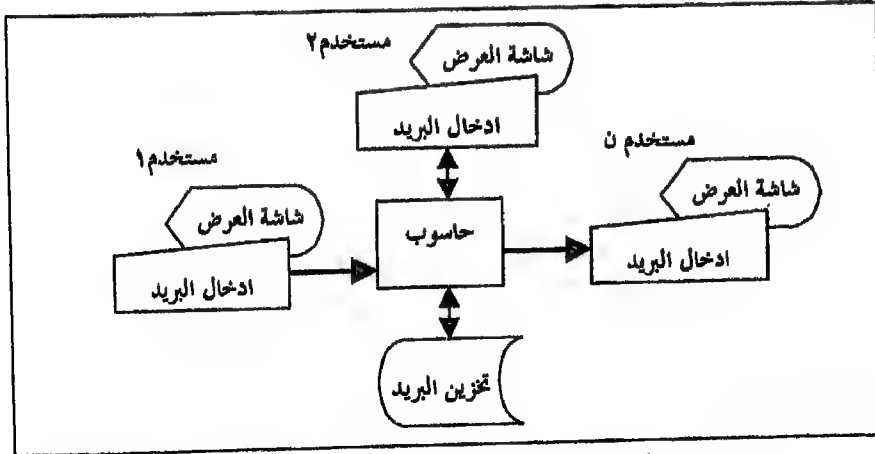 مستخدم٢
شاشة العرض
ادخال البريد
مستخدم ن
شاشة العرض
ادخال البريد
مستخدم١
شاشة العرض
ادخال البريد
حاسوب
تخزين البريد